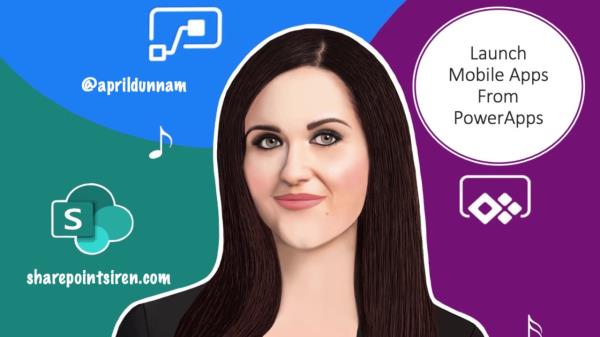 @aprildunnam
Launch
Mobile Apps
From
PowerApps
S
sharepointsiren.com